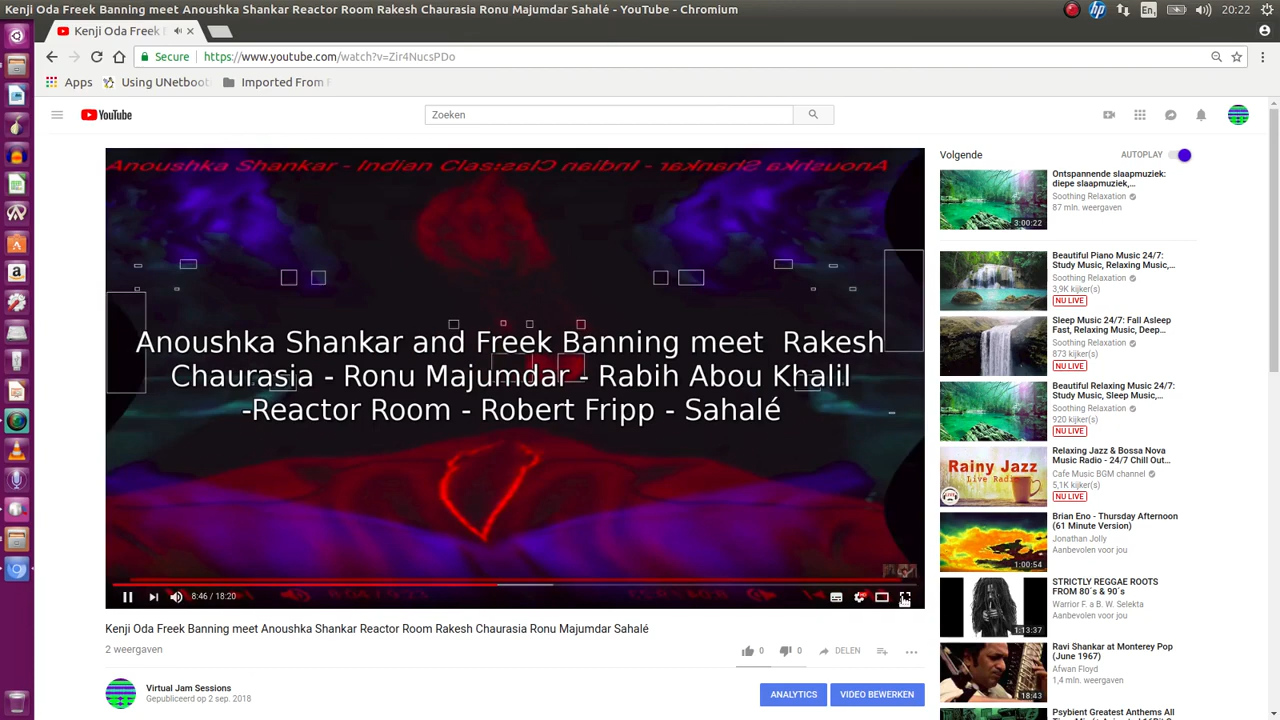 Kenji Oda Freek Banning meet Anoushka Shankar Reactor Room Rakesh Chaurasia Ronu Majumdar Sahalé - YouTube - Chromium
En
20:22
Kenji Oda Freek
Secure
https://www.youtube.com/watch?v=Zir4NucsPDo
Apps
Using UNetboot
Imported From F
YouTube
Zoeken
Anoushka Shankar - Indian Clas
Anoushka Shankar and Freek Banning meet Rakesh
Chaurasia - Ronu Majumdar - Rabih Abou Khalil
-Reactor Room - Robert Fripp - Sahalé
8:46 / 18:20
Kenji Oda Freek Banning meet Anoushka Shankar Reactor Room Rakesh Chaurasia Ronu Majumdar Sahalé
2 weergaven
0
0
DELEN
Virtual Jam Sessions
Gepubliceerd op 2 sep. 2018
ANALYTICS
VIDEO BEWERKEN
Volgende
AUTOPLAY
3:00:22
Ontspannende slaapmuziek:
diepe slaapmuziek,...
Soothing Relaxation
87 mln. weergaven
Beautiful Piano Music 24/7:
Study Music, Relaxing Music,...
Soothing Relaxation
3,9K kijker(s)
NU LIVE
Sleep Music 24/7: Fall Asleep
Fast, Relaxing Music, Deep...
Soothing Relaxation
873 kijker(s)
NU LIVE
Beautiful Relaxing Music 24/7:
Study Music, Sleep Music,...
Soothing Relaxation
920 kijker(s)
NU LIVE
Rainy Jazz
Live Radio
Relaxing Jazz & Bossa Nova
Music Radio - 24/7 Chill Out...
Cafe Music BGM channel
5,1K kijker(s)
NU LIVE
1:00:54
Brian Eno - Thursday Afternoon
(61 Minute Version)
Jonathan Jolly
Aanbevolen voor jou
1:13:37
STRICTLY REGGAE ROOTS
FROM 80´s & 90´s
Warrior F. a B. W. Selekta
Aanbevolen voor jou
1:18:43
Ravi Shankar at Monterey Pop
(June 1967)
Afwan Floyd
1,4 mln. weergaven
Psybient Greatest Anthems All